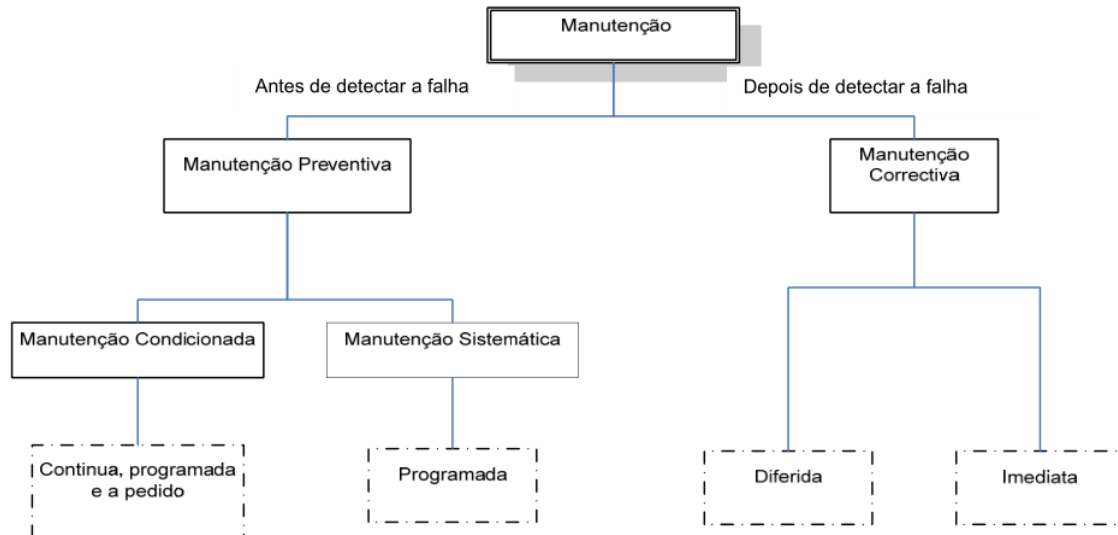 Manutenção
Antes de detectar a falha
Depois de detectar a falha
Manutenção Preventiva
Manutenção
Correctiva
Manutenção Condicionada
Manutenção Sistemática
Continua, programada
e a pedido
Programada
Diferida
Imediata